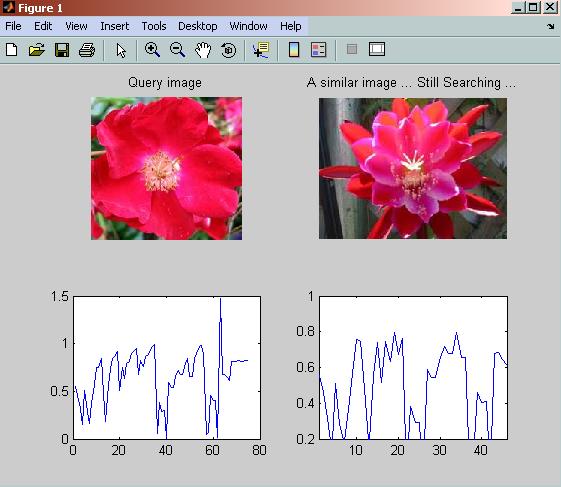 Figure 1
File Edit View Insert Tools Desktop Window Help
Query image
A similar image ... Still Searching ...
1.5
1
0.5
0
0 20 40 60 80
1
0.8
0.6
0.4
0.2
10 20 30 40